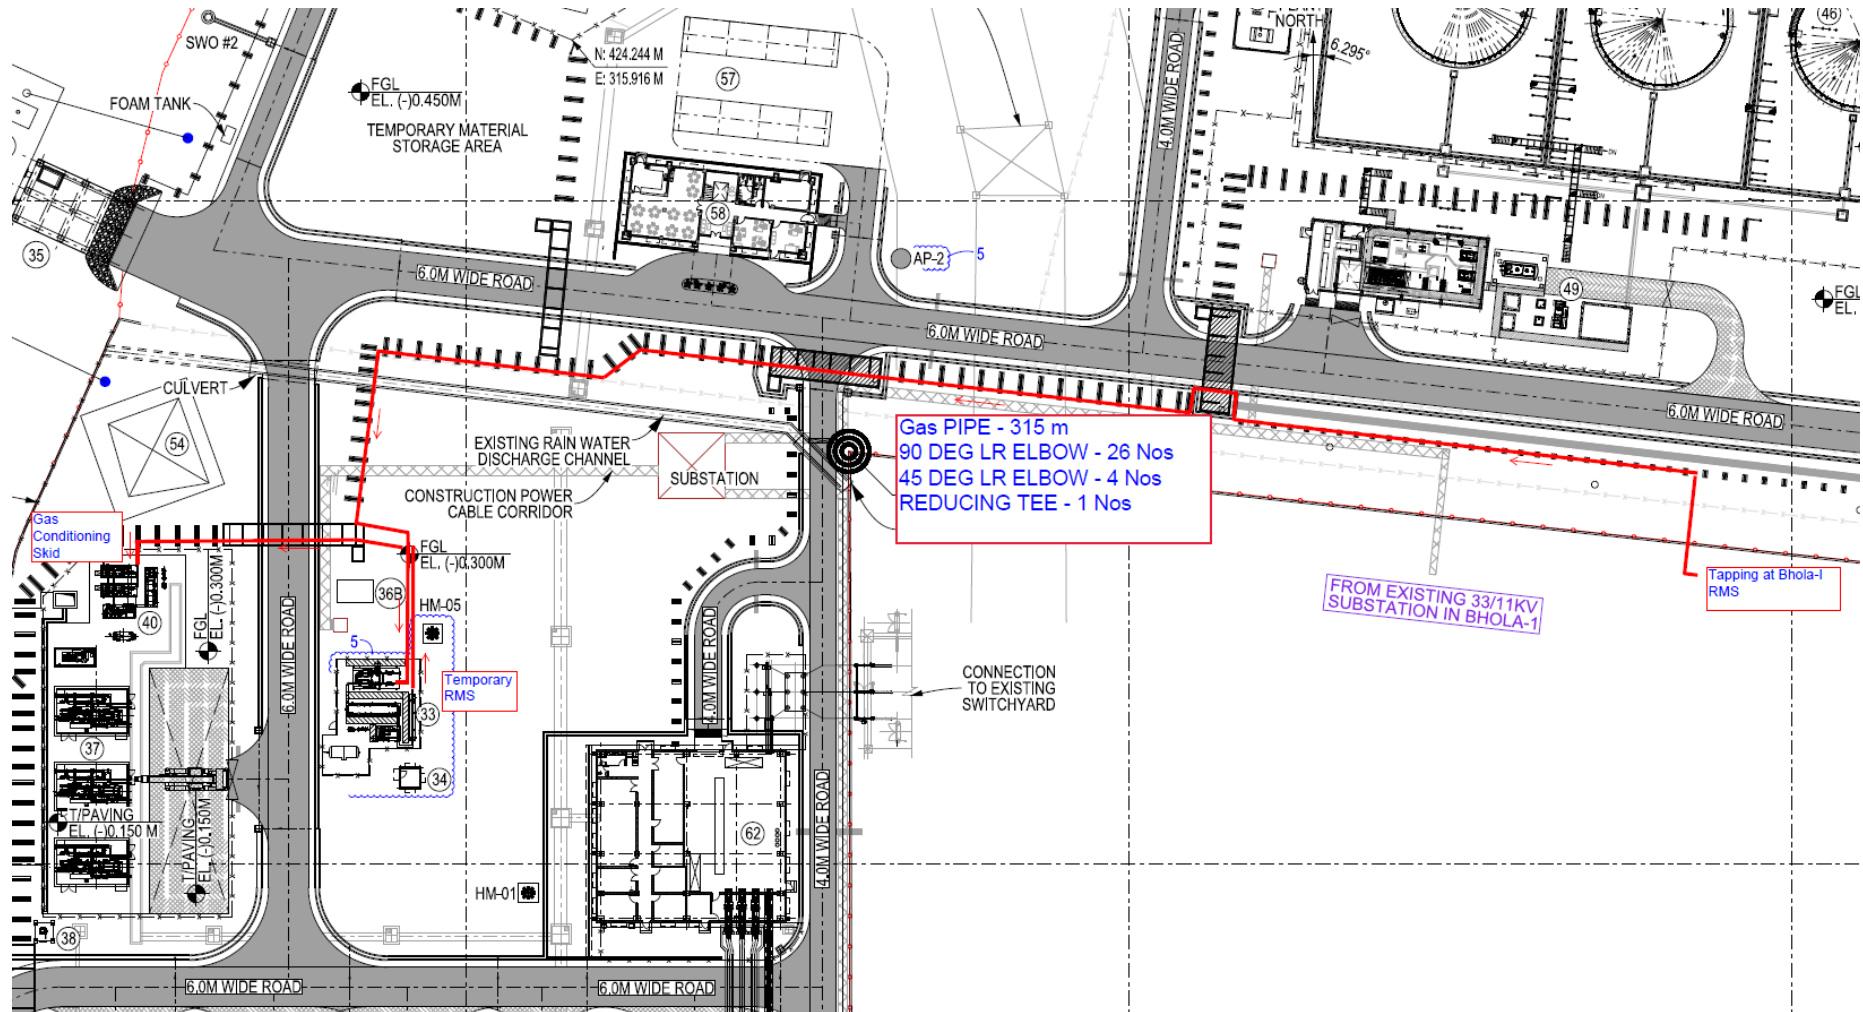 SWO #2
FOAM TANK
FGL
EL. (-)0.450M
TEMPORARY MATERIAL
STORAGE AREA
N: 424.244 M
E: 315.916 M
57
58
4.0M WIDE ROAD
NORTH
6.295°
46
35
6.0M WIDE ROAD
AP-2
5
6.0M WIDE ROAD
49
FGL
EL.
6.0M WIDE ROAD
CULVERT
54
EXISTING RAIN WATER
DISCHARGE CHANNEL
SUBSTATION
CONSTRUCTION POWER
CABLE CORRIDOR
Gas PIPE - 315 m
90 DEG LR ELBOW - 26 Nos
45 DEG LR ELBOW - 4 Nos
REDUCING TEE - 1 Nos
Gas
Conditioning
Skid
FGL
EL. (-)0.300M
FROM EXISTING 33/11KV
SUBSTATION IN BHOLA-1
Tapping at Bhola-I
RMS
36B
HM-05
5
40
FGL
EL. (-)0.300M
6.0M WIDE ROAD
Temporary
RMS
33
34
4.0M WIDE ROAD
CONNECTION
TO EXISTING
SWITCHYARD
37
T/PAVING
EL. (-)0.150 M
T/PAVING
EL. (-)0.150M
62
4.0M WIDE ROAD
HM-01
38
6.0M WIDE ROAD
6.0M WIDE ROAD